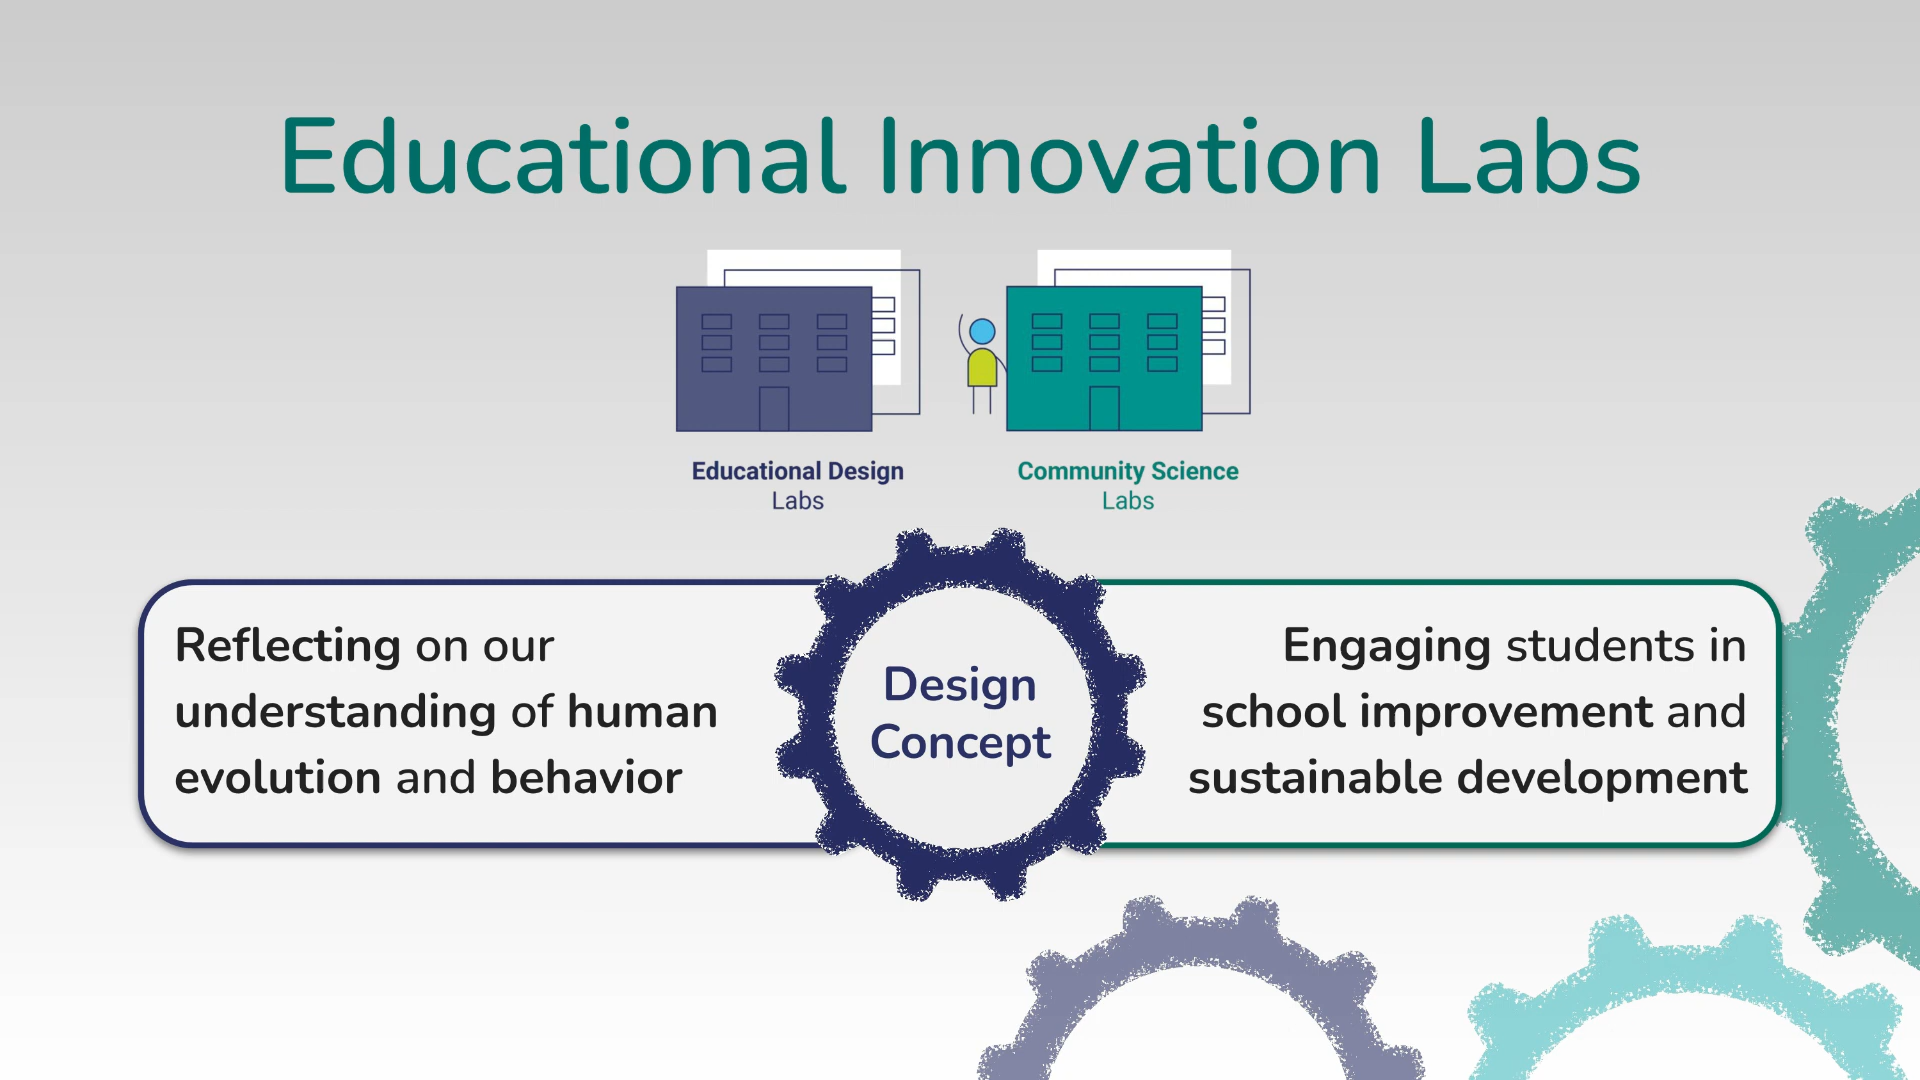 Educational Innovation Labs
Educational Design
Labs
Community Science
Labs
Reflecting on our
understanding of human
evolution and behavior
Design
Concept
Engaging students in
school improvement and
sustainable development